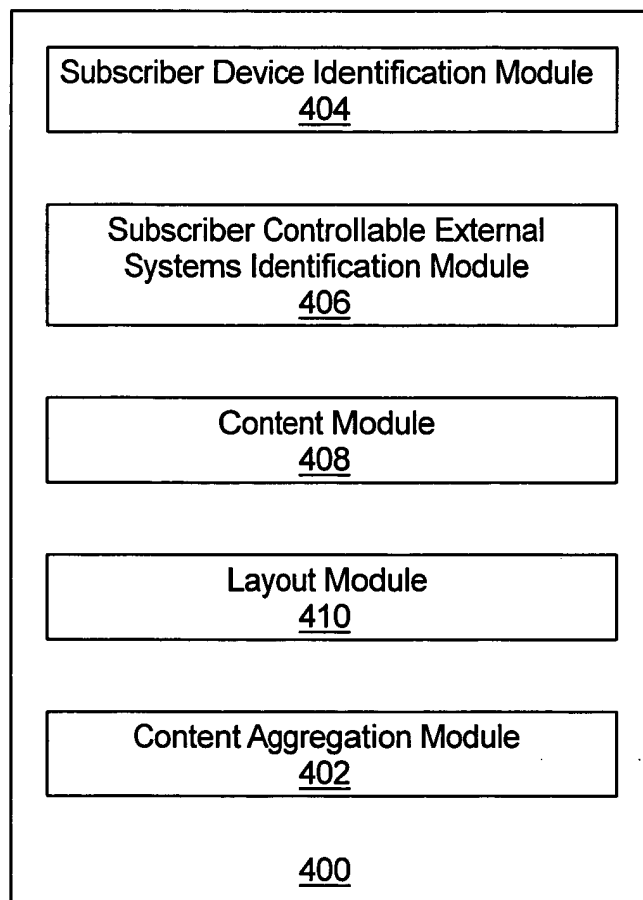 Subscriber Device Identification Module
404
Subscriber Controllable External
Systems Identification Module
406
Content Module
408
Layout Module
410
Content Aggregation Module
402
400